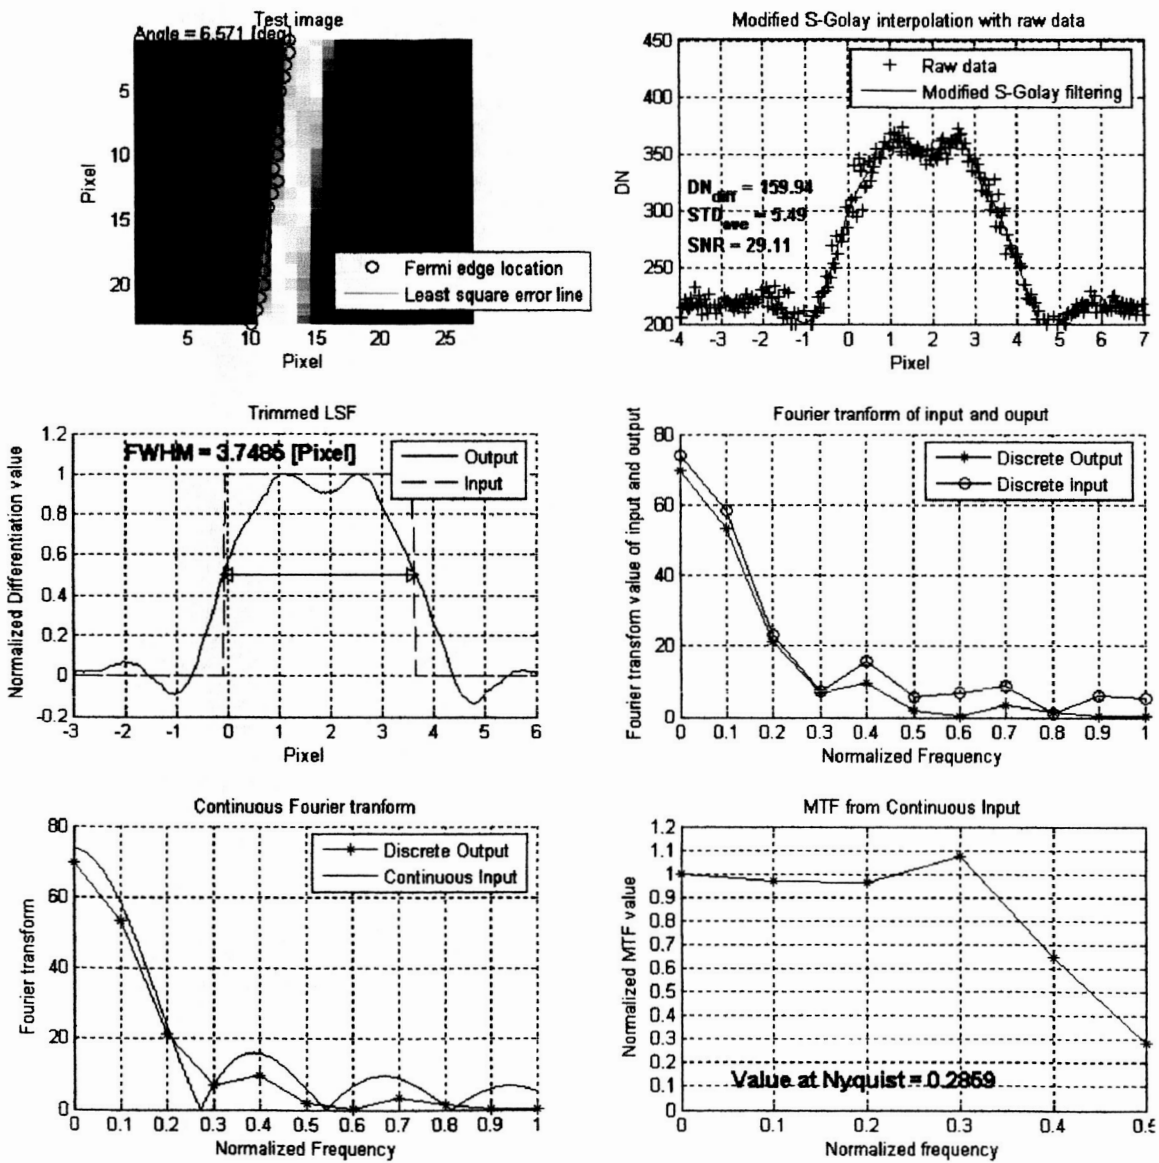 Test image
Angle = 6.571 [deg]
5
10
15
20
Pixel
5
10
15
20
25
Pixel
Fermi edge location
Least square error line
Modified S-Golay interpolation with raw data
450
400
350
300
250
200
DN
Raw data
Modified S-Golay filtering
DN_diff = 159.94
STD_ave = 5.49
SNR = 29.11
-4 -3 -2 -1 0 1 2 3 4 5 6 7
Pixel
Trimmed LSF
1.2
1
0.8
0.6
0.4
0.2
0
-0.2
Normalized Differentiation value
FWHM = 3.7485 [Pixel]
Output
Input
-3 -2 -1 0 1 2 3 4 5 6
Pixel
Fourier tranform of input and ouput
80
60
40
20
0
Fourier transfom value of input and output
Discrete Output
Discrete input
0 0.1 0.2 0.3 0.4 0.5 0.6 0.7 0.8 0.9 1
Normalized Frequency
Continuous Fourier tranform
80
60
40
20
0
Fourier transform
Discrete Output
Continuous Input
0 0.1 0.2 0.3 0.4 0.5 0.6 0.7 0.8 0.9 1
Normalized Frequency
MTF from Continuous Input
1.2
1.1
1
0.9
0.8
0.7
0.6
0.5
0.4
0.3
0.2
0.1
0
Normalized MTF value
Value at Nyquist = 0.2859
0 0.1 0.2 0.3 0.4 0.5
Normalized frequency